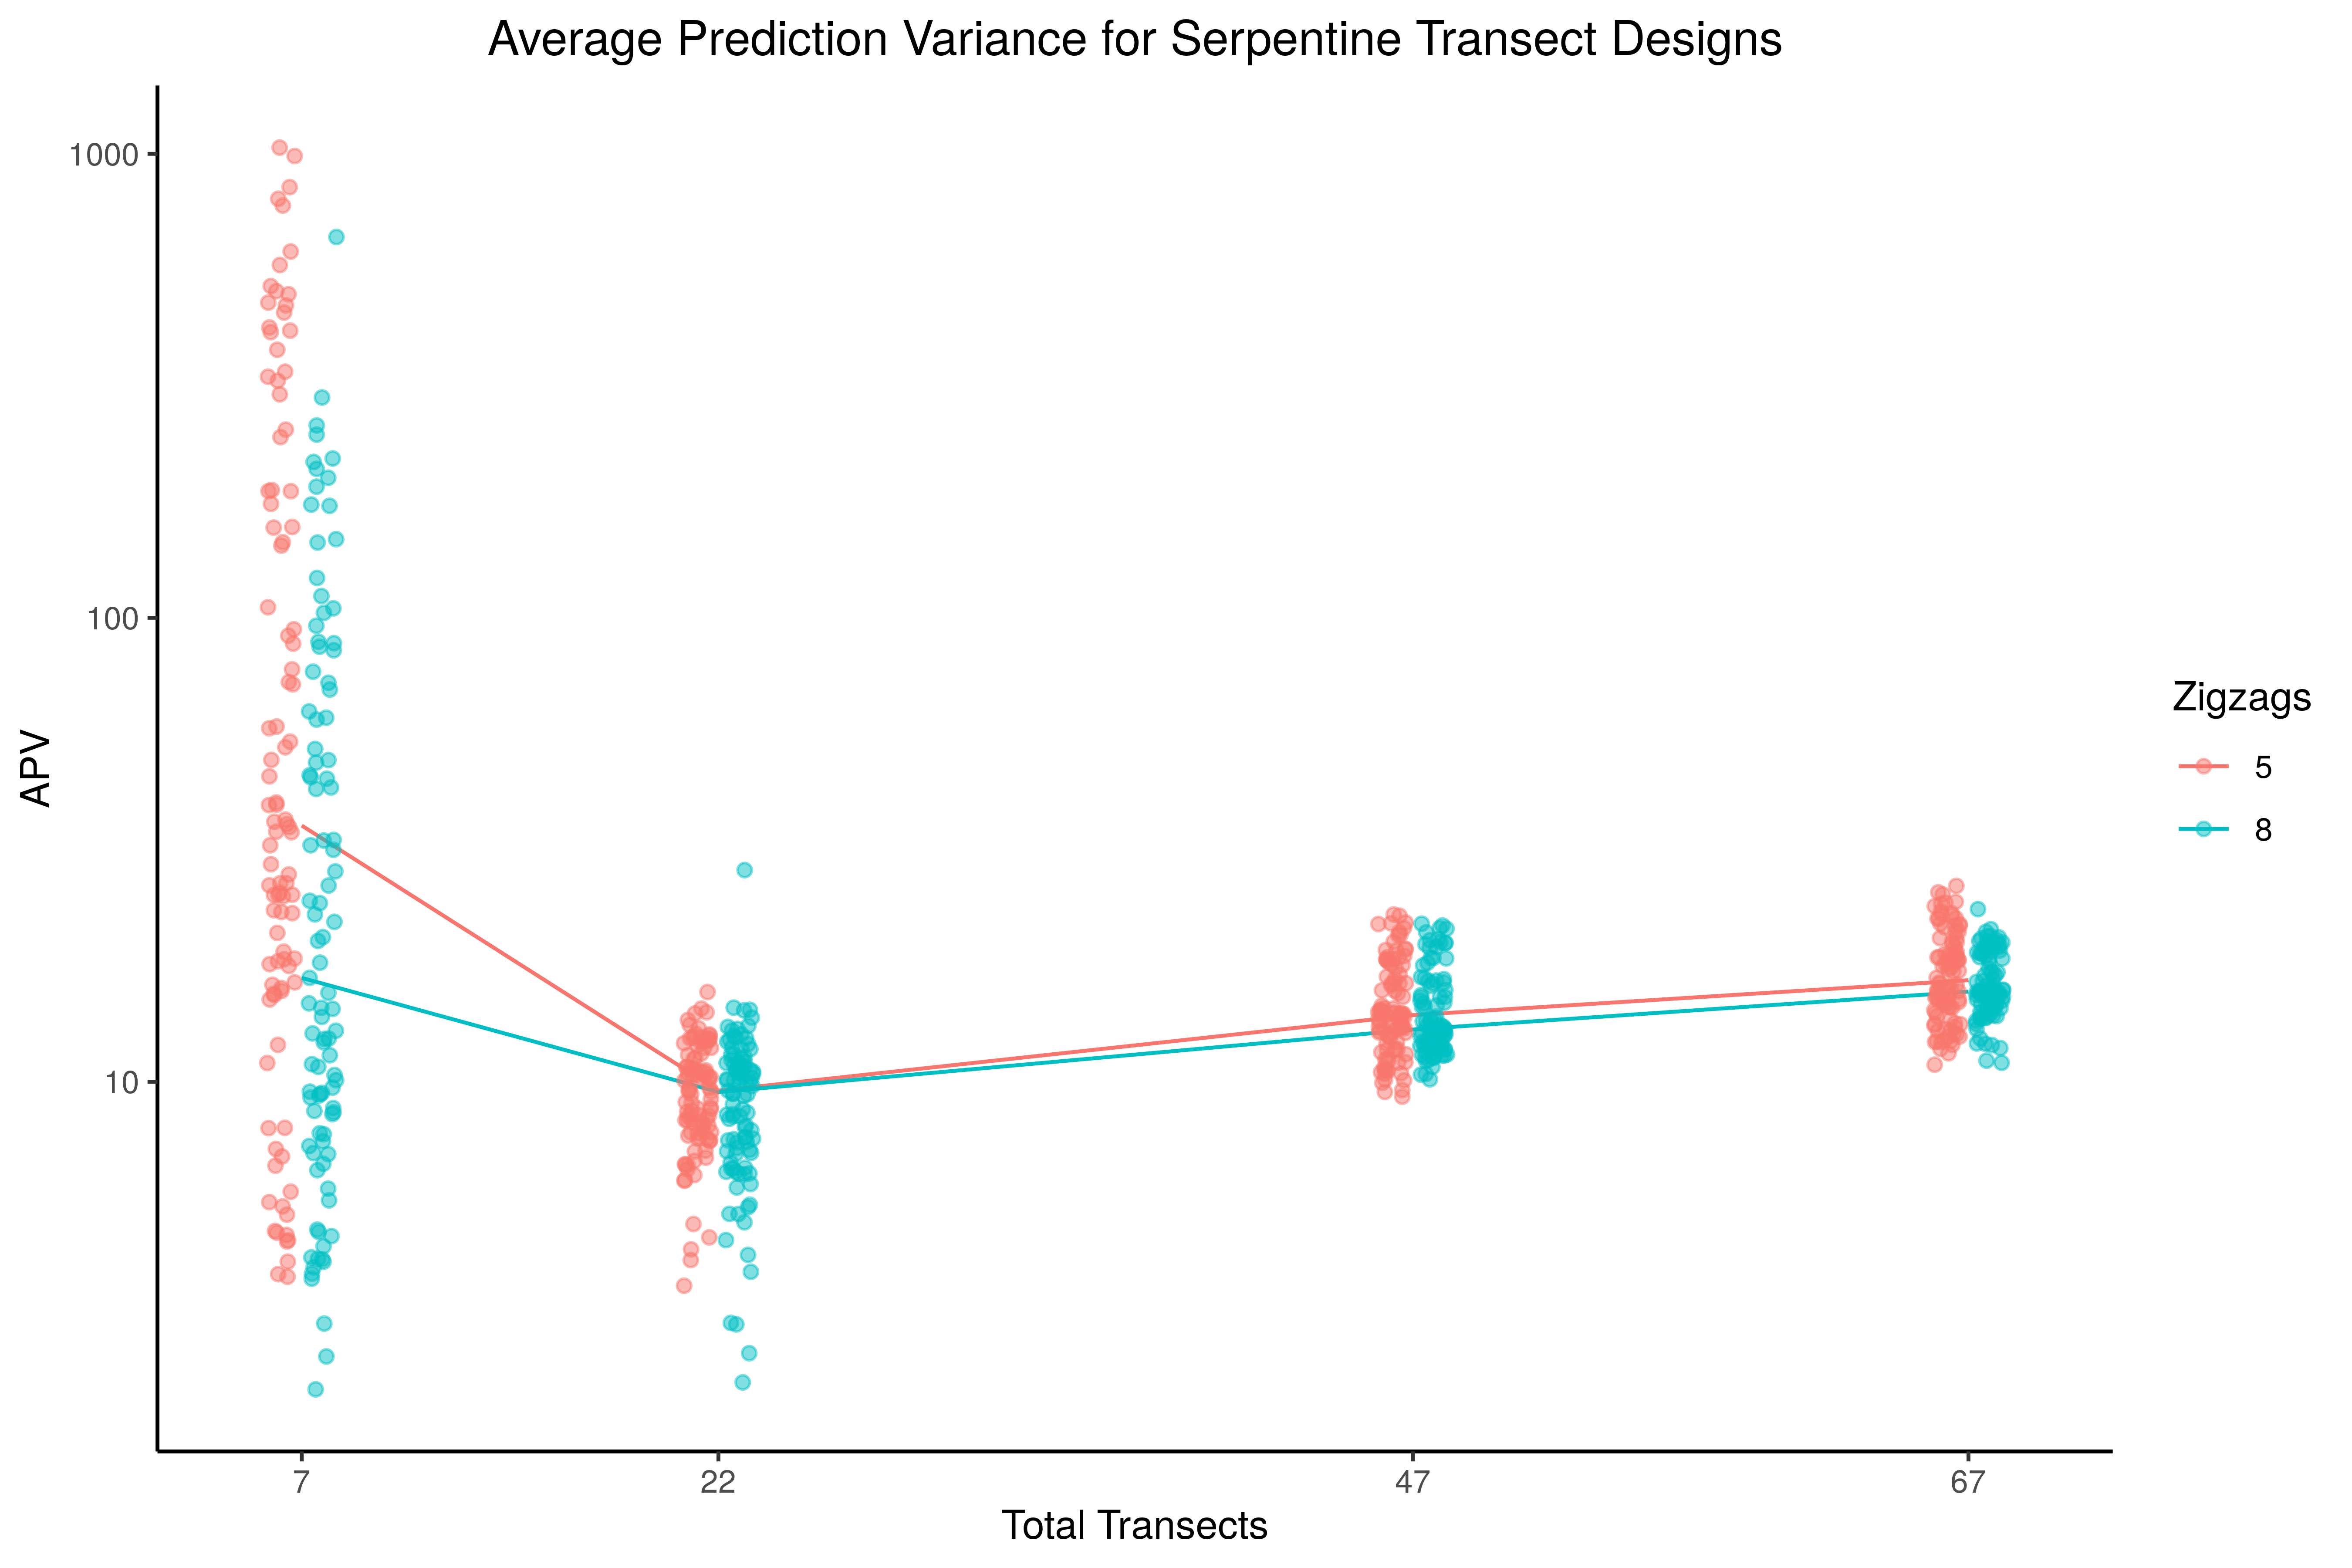 Average Prediction Variance for Serpentine Transect Designs
1000
100
10
APV
7
22
47
67
Total Transects
Zigzags
5
8